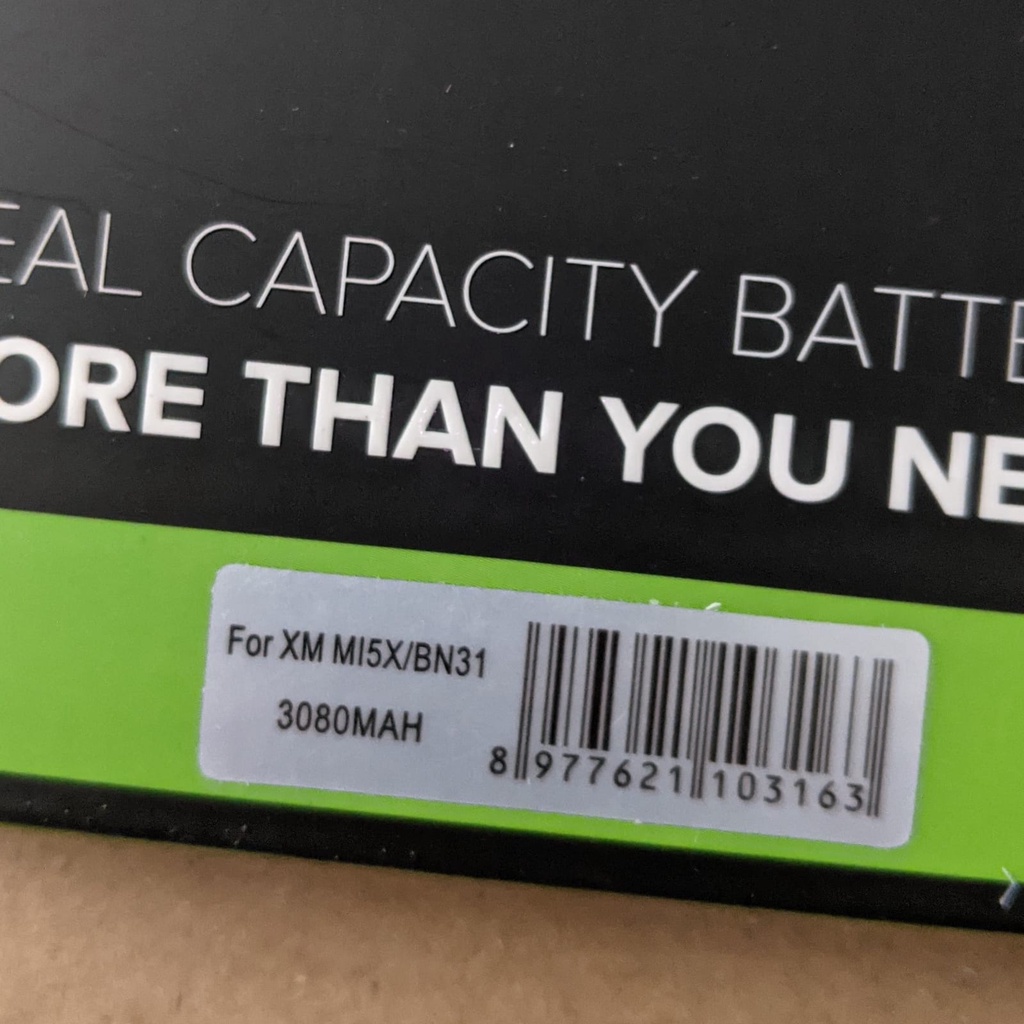 EAL CAPACITY BATTE
ORE THAN YOU NE
For XM MI5X/BN31
3080MAH
8 977621 103163